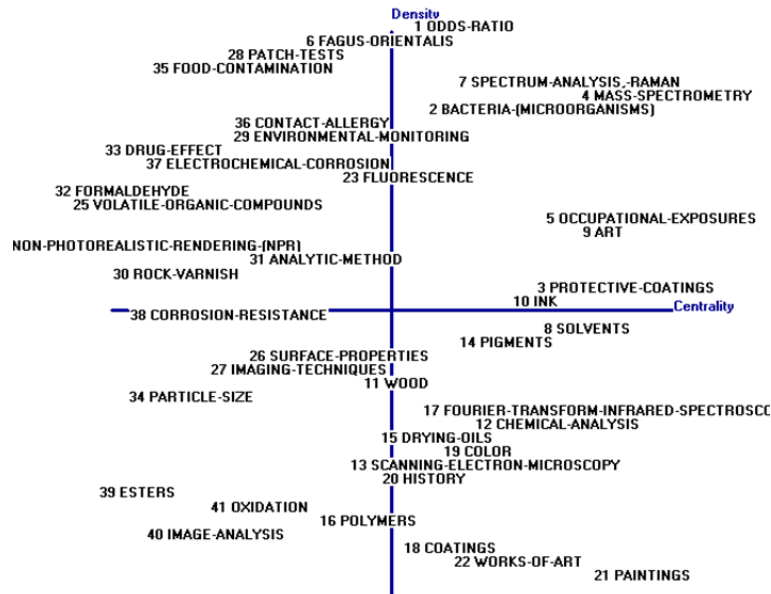 Density
1 ODDS-RATIO
6 FAGUS-ORIENTALIS
28 PATCH-TESTS
35 FOOD-CONTAMINATION
7 SPECTRUM-ANALYSIS,-RAMAN
4 MASS-SPECTROMETRY
2 BACTERIA-(MICROORGANISMS)
36 CONTACT-ALLERGY
29 ENVIRONMENTAL-MONITORING
33 DRUG-EFFECT
37 ELECTROCHEMICAL-CORROSION
23 FLUORESCENCE
32 FORMALDEHYDE
25 VOLATILE-ORGANIC-COMPOUNDS
5 OCCUPATIONAL-EXPOSURES
9 ART
NON-PHOTOREALISTIC-RENDERING-(NPR)
31 ANALYTIC-METHOD
30 ROCK-VARNISH
3 PROTECTIVE-COATINGS
10 INK
Centrality
38 CORROSION-RESISTANCE
8 SOLVENTS
14 PIGMENTS
26 SURFACE-PROPERTIES
27 IMAGING-TECHNIQUES
11 WOOD
34 PARTICLE-SIZE
17 FOURIER-TRANSFORM-INFRARED-SPECTROSCO
12 CHEMICAL-ANALYSIS
15 DRYING-OILS
19 COLOR
13 SCANNING-ELECTRON-MICROSCOPY
20 HISTORY
39 ESTERS
41 OXIDATION
16 POLYMERS
40 IMAGE-ANALYSIS
18 COATINGS
22 WORKS-OF-ART
21 PAINTINGS